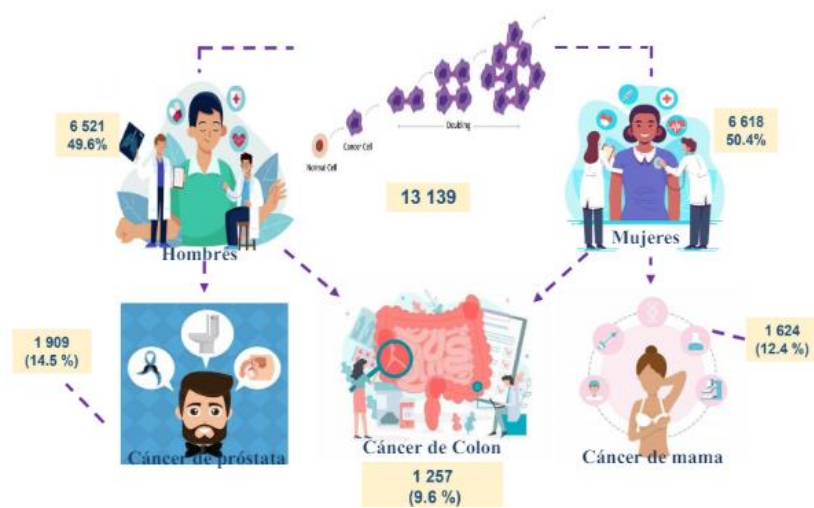 6 521
49.6%
Normal Cell
Cancer Cell
Doubling
6 618
50.4%
13 139
Hombres
Mujeres
1 909
(14.5 %)
1 624
(12.4 %)
Cáncer de próstata
Cáncer de Colon
Cáncer de mama
1 257
(9.6 %)